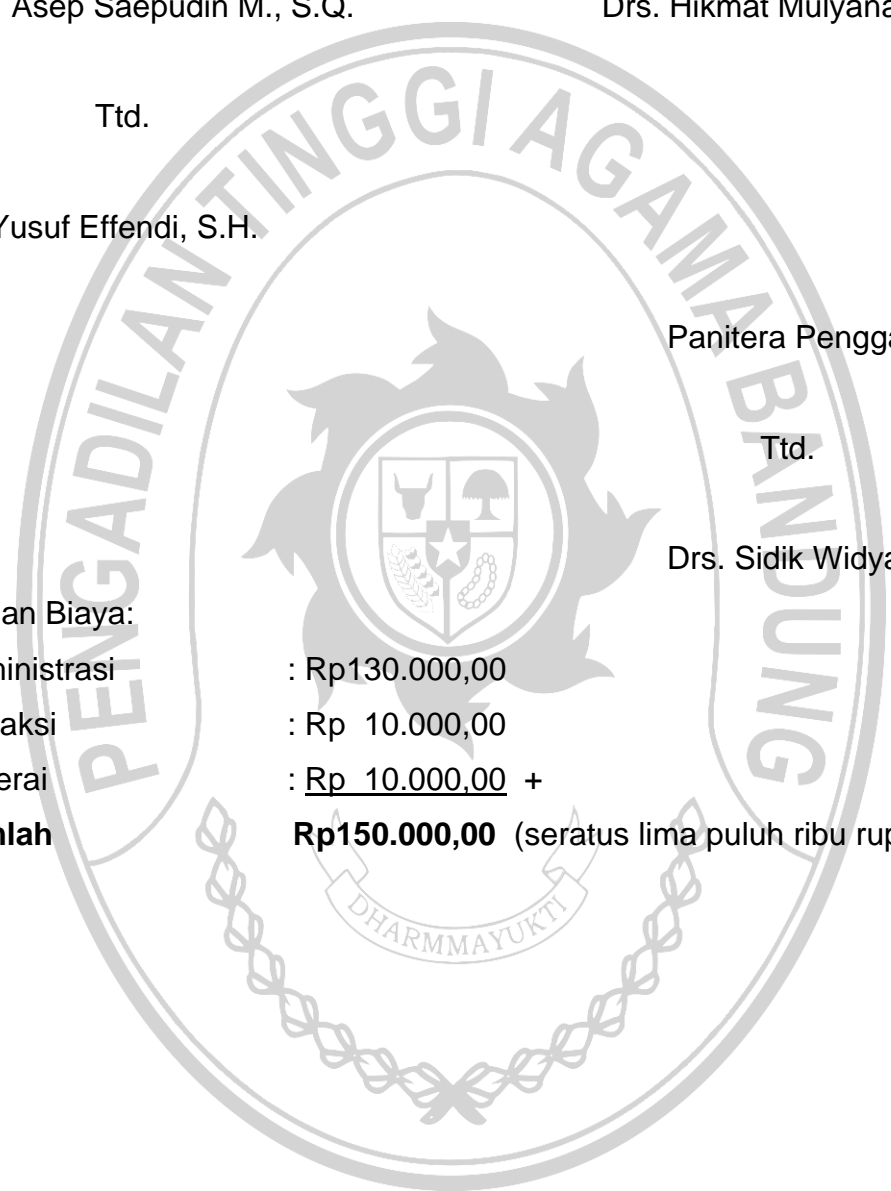 Asep Saepudin M., S.Q. Drs. Hikmat Mulyana
Ttd.
Yusuf Effendi, S.H.
Panitera Pengga
Ttd.
Drs. Sidik Widya
an Biaya:
ninistrasi : Rp130.000,00
aksi : Rp 10.000,00
erai : Rp 10.000,00 +
nlah Rp150.000,00 (seratus lima puluh ribu rup
PENGADILAN TINGGI AGAMA BANDUNG
DHARMMAYUKTI